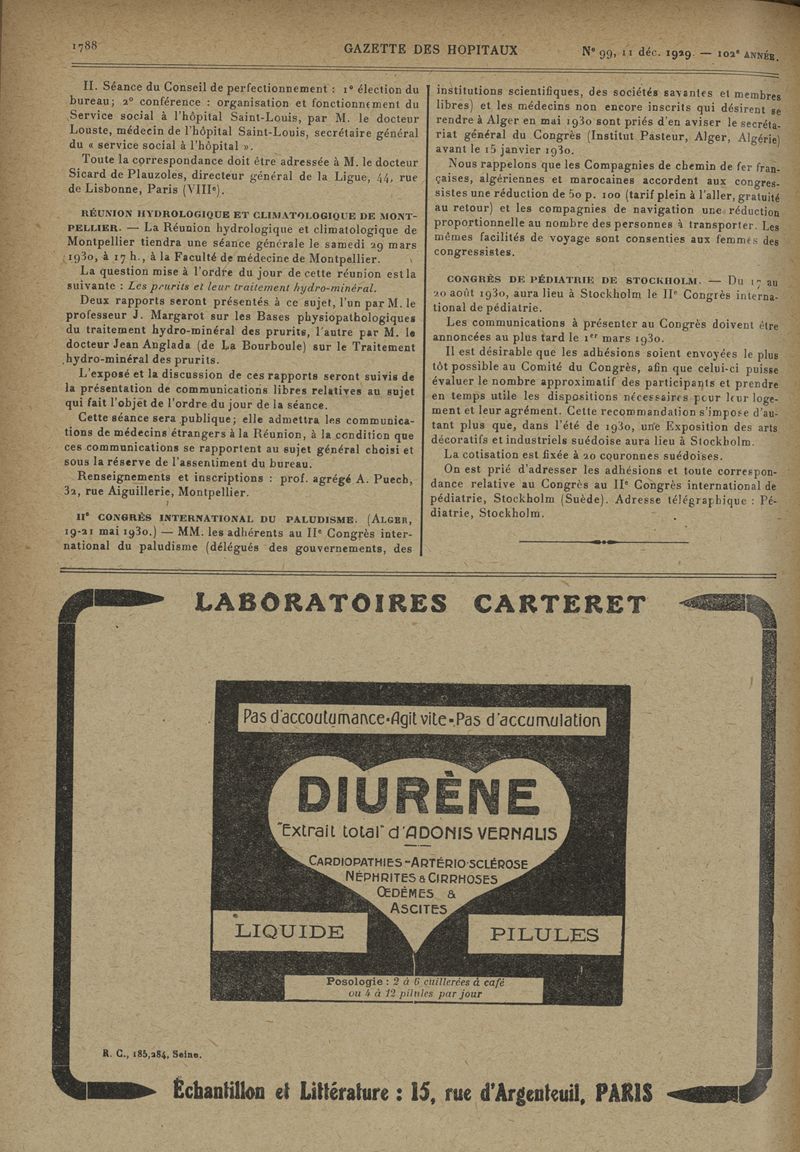 1788
GAZETTE DES HOPITAUX
N° 99, 11 déc. 1929. — 102e ANNÉE.
II. Séance du Conseil de perfectionnement : 1° élection du
bureau; 2° conférence : organisation et fonctionnement du
Service social à l'hôpital Saint-Louis, par M. le docteur
Louste, médecin de l'hôpital Saint-Louis, secrétaire général
du « service social à l'hôpital ».
Toute la correspondance doit être adressée à M. le docteur
Sicard de Plauzoles, directeur général de la Ligue, 44, rue
de Lisbonne, Paris (VIIIe).
RÉUNION HYDROLOGIQUE ET CLIMATOLOGIQUE DE MONT-
PELLIER. — La Réunion hydrologique et climatologique de
Montpellier tiendra une séance générale le samedi 29 mars
1930, à 17 h., à la Faculté de médecine de Montpellier.
La question mise à l'ordre du jour de cette réunion est la
suivante : Les prurits et leur traitement hydro-minéral.
Deux rapports seront présentés à ce sujet, l'un par M. le
professeur J. Margarot sur les Bases physiopathologiques
du traitement hydro-minéral des prurits, l'autre par M. le
docteur Jean Anglada (de La Bourboule) sur le Traitement
hydro-minéral des prurits.
L'exposé et la discussion de ces rapports seront suivis de
la présentation de communications libres relatives au sujet
qui fait l'objet de l'ordre du jour de la séance.
Cette séance sera publique; elle admettra les communica-
tions de médecins étrangers à la Réunion, à la condition que
ces communications se rapportent au sujet général choisi et
sous la réserve de l'assentiment du bureau.
Renseignements et inscriptions : prof. agrégé A. Puech,
32, rue Aiguillerie, Montpellier.
IIe CONGRÈS INTERNATIONAL DU PALUDISME. (ALGER,
19-21 mai 1930.) — MM. les adhérents au IIe Congrès inter-
national du paludisme (délégués des gouvernements, des
institutions scientifiques, des sociétés savantes et membres
libres) et les médecins non encore inscrits qui désirent se
rendre à Alger en mai 1930 sont priés d'en aviser le secréta-
riat général du Congrès (Institut Pasteur, Alger, Algérie)
avant le 15 janvier 1930.
Nous rappelons que les Compagnies de chemin de fer fran-
çaises, algériennes et marocaines accordent aux congres-
sistes une réduction de 50 p. 100 (tarif plein à l'aller, gratuité
au retour) et les compagnies de navigation une réduction
proportionnelle au nombre des personnes à transporter. Les
mêmes facilités de voyage sont consenties aux femmes des
congressistes.
CONGRÈS DE PÉDIATRIE DE STOCKHOLM. — Du 17 au
20 août 1930, aura lieu à Stockholm le IIe Congrès interna-
tional de pédiatrie.
Les communications à présenter au Congrès doivent être
annoncées au plus tard le 1er mars 1930.
Il est désirable que les adhésions soient envoyées le plus
tôt possible au Comité du Congrès, afin que celui-ci puisse
évaluer le nombre approximatif des participants et prendre
en temps utile les dispositions nécessaires pour leur loge-
ment et leur agrément. Cette recommandation s'impose d'au-
tant plus que, dans l'été de 1930, une Exposition des arts
décoratifs et industriels suédoise aura lieu à Stockholm.
La cotisation est fixée à 20 couronnes suédoises.
On est prié d'adresser les adhésions et toute correspon-
dance relative au Congrès au IIe Congrès international de
pédiatrie, Stockholm (Suède). Adresse télégraphique : Pé-
diatrie, Stockholm.
LABORATOIRES CARTERET
Pas d'accoutumance-Agit vite-Pas d'accumulation
DIURÈNE
"Extrait total" d'ADONIS VERNALIS
CARDIOPATHIES-ARTÉRIO-SCLÉROSE
NÉPHRITES & CIRRHOSES
ŒDÈMES &
ASCITES
LIQUIDE
PILULES
Posologie : 2 à 6 cuillerées à café
ou 4 à 12 pilules par jour
R. C., 185,284, Seine.
Échantillon et Littérature : 15, rue d'Argenteuil, PARIS